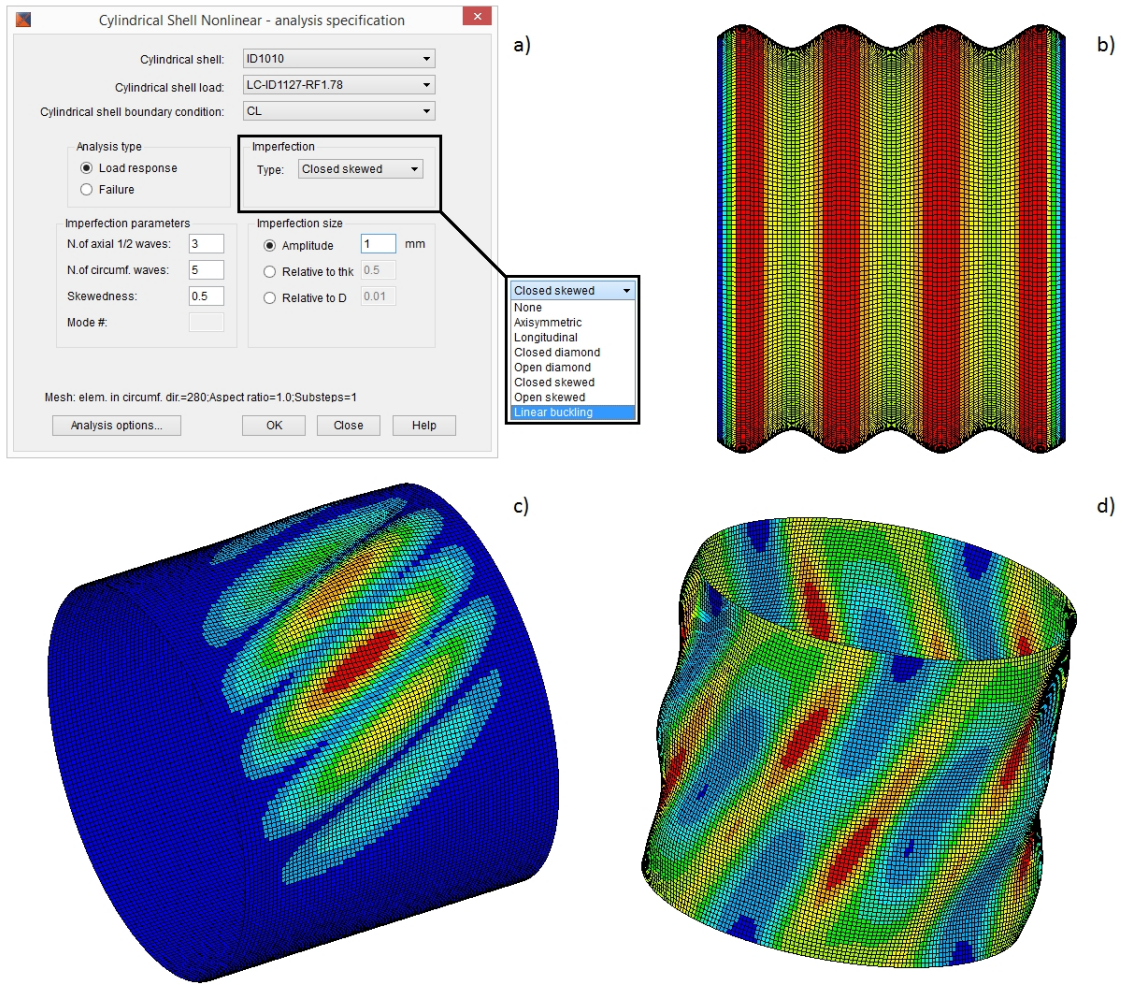 Cylindrical Shell Nonlinear - analysis specification
x
a)
b)
Cylindrical shell: ID1010
Cylindrical shell load: LC-ID1127-RF1.78
Cylindrical shell boundary condition: CL
Analysis type
Load response
Failure
Imperfection
Type: Closed skewed
Imperfection parameters
N.of axial 1/2 waves: 3
N.of circumf. waves: 5
Skewedness: 0.5
Mode #:
Imperfection size
Amplitude 1 mm
Relative to thk 0.5
Relative to D 0.01
Closed skewed
None
Axisymmetric
Longitudinal
Closed diamond
Open diamond
Closed skewed
Open skewed
Linear buckling
Mesh: elem. in circumf. dir.=280;Aspect ratio=1.0;Substeps=1
Analysis options...
OK
Close
Help
c)
d)